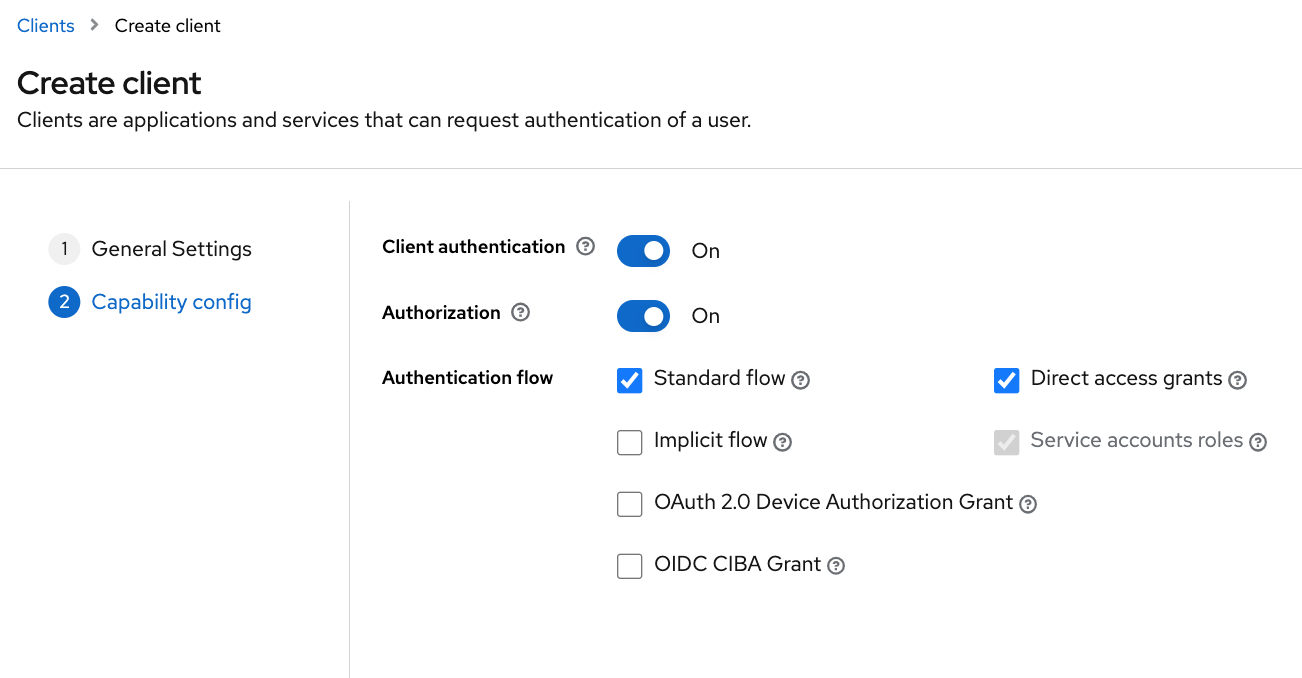 Clients > Create client
Create client
Clients are applications and services that can request authentication of a user.
1 General Settings
2 Capability config
Client authentication ? On
Authorization ? On
Authentication flow
Standard flow ? Direct access grants ?
Implicit flow ? Service accounts roles ?
OAuth 2.0 Device Authorization Grant ?
OIDC CIBA Grant ?